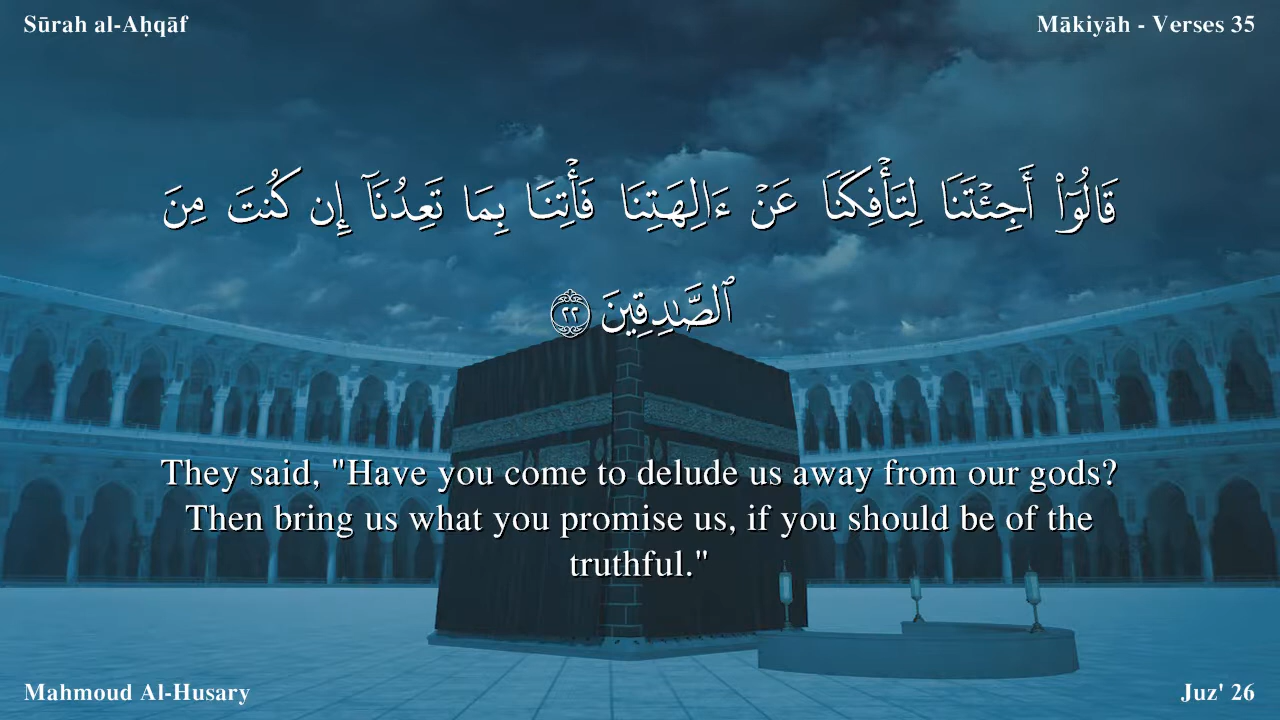 Sūrah al-Aḥqāf
Mākiyāh - Verses 35
قَالُوٓا۟ أَجِئْتَنَا لِتَأْفِكَنَا عَنْ ءَالِهَتِنَا فَأْتِنَا بِمَا تَعِدُنَآ إِن كُنتَ مِنَ
ٱلصَّـٰدِقِينَ ٢٢
They said, "Have you come to delude us away from our gods?
Then bring us what you promise us, if you should be of the
truthful."
Mahmoud Al-Husary
Juz' 26